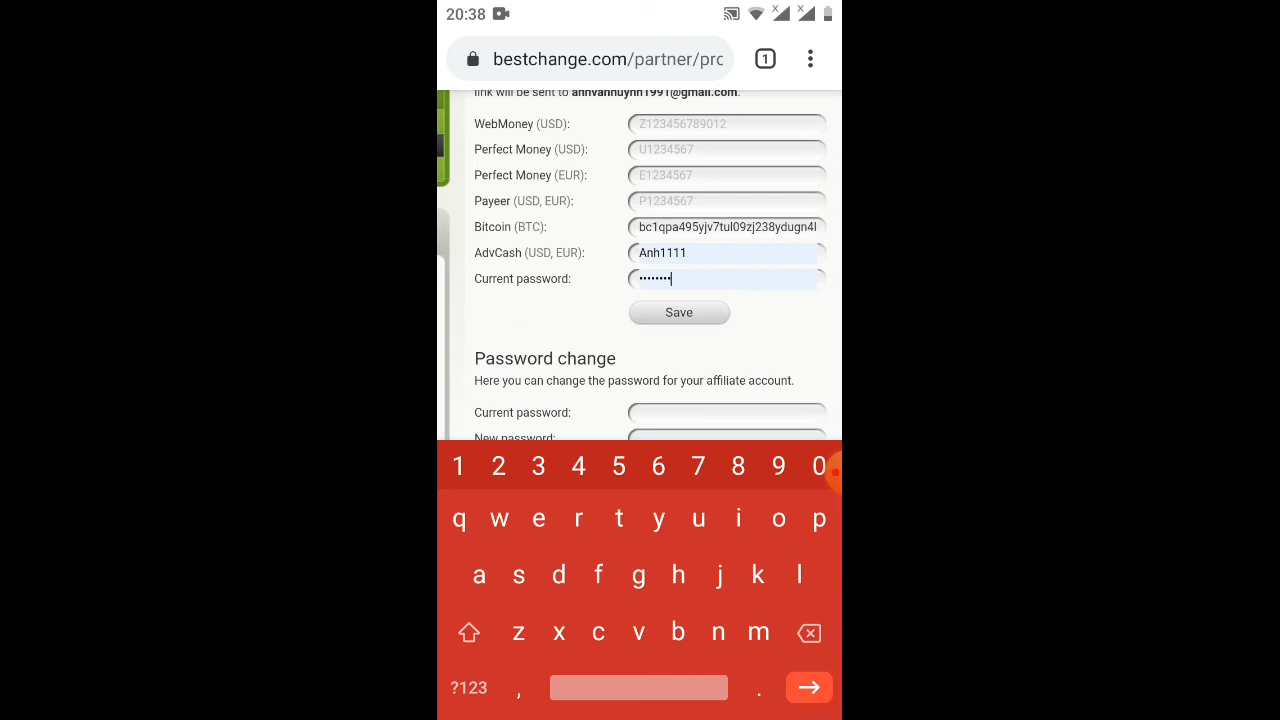 20:38
bestchange.com/partner/pro
1
link will be sent to anhvanhuynh1991@gmail.com.
WebMoney (USD): Z123456789012
Perfect Money (USD): U1234567
Perfect Money (EUR): E1234567
Payeer (USD, EUR): P1234567
Bitcoin (BTC): bc1qpa495yjv7tul09zj238ydugn4l
AdvCash (USD, EUR): Anh1111
Current password: ••••••••
Save
Password change
Here you can change the password for your affiliate account.
Current password:
New password:
1 2 3 4 5 6 7 8 9 0
q w e r t y u i o p
a s d f g h j k l
z x c v b n m
?123 , .